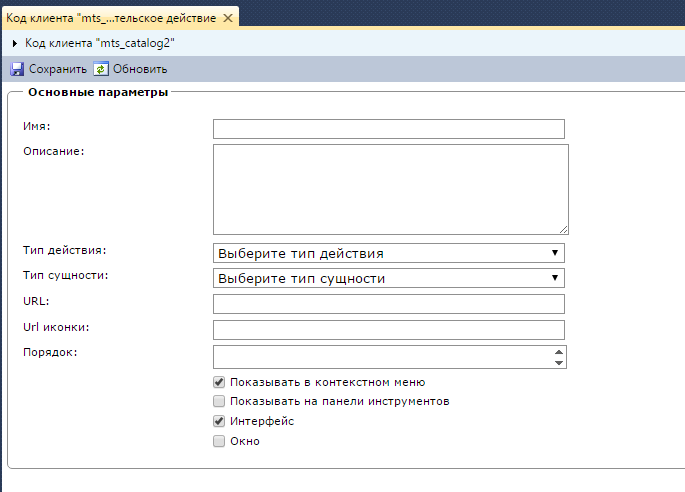 Код клиента "mts_...тельское действие
Код клиента "mts_catalog2"
Сохранить Обновить
Основные параметры
Имя:
Описание:
Тип действия: Выберите тип действия
Тип сущности: Выберите тип сущности
URL:
Url иконки:
Порядок:
Показывать в контекстном меню
Показывать на панели инструментов
Интерфейс
Окно